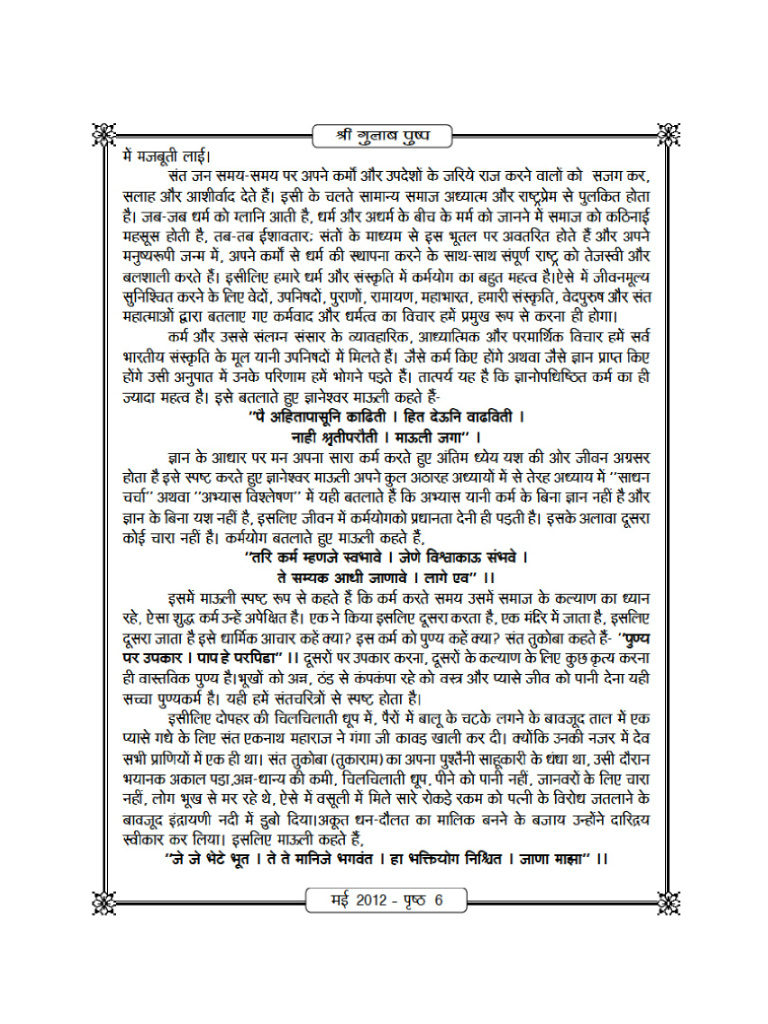 श्री गुलाब पुष्प
में मजबूती लाई।
संत जन समय-समय पर अपने कर्मों और उपदेशों के जरिये राज करने वालों को सजग कर,
सलाह और आशीर्वाद देते हैं। इसी के चलते सामान्य समाज अध्यात्म और राष्ट्रप्रेम से पुलकित होता
है। जब-जब धर्म को ग्लानि आती है, धर्म और अधर्म के बीच के मर्म को जानने में समाज को कठिनाई
महसूस होती है, तब-तब ईशावतार; संतों के माध्यम से इस भूतल पर अवतरित होते हैं और अपने
मनुष्यरूपी जन्म में, अपने कर्मों से धर्म की स्थापना करने के साथ-साथ संपूर्ण राष्ट्र को तेजस्वी और
बलशाली करते हैं। इसीलिए हमारे धर्म और संस्कृति में कर्मयोग का बहुत महत्व है।ऐसे में जीवनमूल्य
सुनिश्चित करने के लिए वेदों, उपनिषदों, पुराणों, रामायण, महाभारत, हमारी संस्कृति, वेदपुरुष और संत
महात्माओं द्वारा बतलाए गए कर्मवाद और धर्मत्व का विचार हमें प्रमुख रूप से करना ही होगा।
कर्म और उससे संलग्न संसार के व्यावहारिक, आध्यात्मिक और परमार्थिक विचार हमें सर्व
भारतीय संस्कृति के मूल यानी उपनिषदों में मिलते हैं। जैसे कर्म किए होंगे अथवा जैसे ज्ञान प्राप्त किए
होंगे उसी अनुपात में उनके परिणाम हमें भोगने पड़ते हैं। तात्पर्य यह है कि ज्ञानोपधिष्ठित कर्म का ही
ज्यादा महत्व है। इसे बतलाते हुए ज्ञानेश्वर माऊली कहते हैं-
"पै अहितापासूनि काढिती । हित देऊनि वाढविती ।
नाही श्रृतीपरौती । माऊली जगा" ।
ज्ञान के आधार पर मन अपना सारा कर्म करते हुए अंतिम ध्येय यश की ओर जीवन अग्रसर
होता है इसे स्पष्ट करते हुए ज्ञानेश्वर माऊली अपने कुल अठारह अध्यायों में से तेरह अध्याय में "साधन
चर्चा" अथवा "अभ्यास विश्लेषण" में यही बतलाते हैं कि अभ्यास यानी कर्म के बिना ज्ञान नहीं है और
ज्ञान के बिना यश नहीं है, इसलिए जीवन में कर्मयोगको प्रधानता देनी ही पड़ती है। इसके अलावा दूसरा
कोई चारा नहीं है। कर्मयोग बतलाते हुए माऊली कहते हैं,
"तरि कर्म म्हणजे स्वभावे । जेणे विश्वाकाऊ संभवे ।
ते सम्यक आधी जाणावे । लागे एव" ।।
इसमें माऊली स्पष्ट रूप से कहते हैं कि कर्म करते समय उसमें समाज के कल्याण का ध्यान
रहे, ऐसा शुद्ध कर्म उन्हें अपेक्षित है। एक ने किया इसलिए दूसरा करता है, एक मंदिर में जाता है, इसलिए
दूसरा जाता है इसे धार्मिक आचार कहें क्या? इस कर्म को पुण्य कहें क्या? संत तुकोबा कहते हैं- "पुण्य
पर उपकार । पाप हे परपिडा" ।। दूसरों पर उपकार करना, दूसरों के कल्याण के लिए कुछ कृत्य करना
ही वास्तविक पुण्य है।भूखों को अन्न, ठंड से कंपकंपा रहे को वस्त्र और प्यासे जीव को पानी देना यही
सच्चा पुण्यकर्म है। यही हमें संतचरित्रों से स्पष्ट होता है।
इसीलिए दोपहर की चिलचिलाती धूप में, पैरों में बालू के चटके लगने के बावजूद ताल में एक
प्यासे गधे के लिए संत एकनाथ महाराज ने गंगा जी कावड़ खाली कर दी। क्योंकि उनकी नजर में देव
सभी प्राणियों में एक ही था। संत तुकोबा (तुकाराम) का अपना पुश्तैनी साहूकारी के धंधा था, उसी दौरान
भयानक अकाल पड़ा,अन्न-धान्य की कमी, चिलचिलाती धूप, पीने को पानी नहीं, जानवरों के लिए चारा
नहीं, लोग भूख से मर रहे थे, ऐसे में वसूली में मिले सारे रोकड़े रकम को पत्नी के विरोध जतलाने के
बावजूद इंद्रायणी नदी में डुबो दिया।अकूत धन-दौलत का मालिक बनने के बजाय उन्होंने दारिद्रय
स्वीकार कर लिया। इसलिए माऊली कहते हैं,
"जे जे भेटे भूत । ते ते मानिजे भगवंत । हा भक्तियोग निश्चित । जाणा माझा" ।।
मई 2012 - पृष्ठ 6